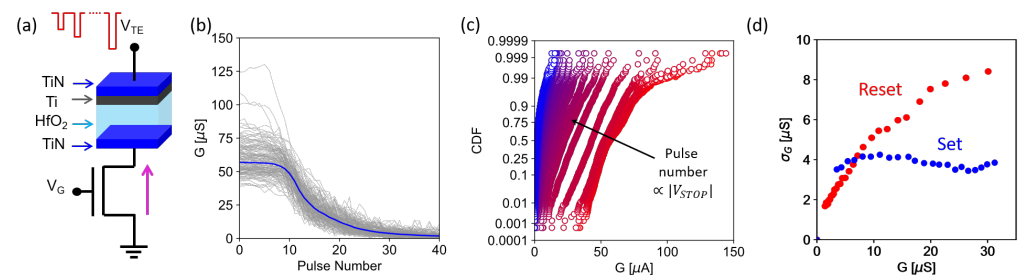 (a)
V_TE
TiN
Ti
HfO₂
TiN
V_G
(b)
G [µS]
150
125
100
75
50
25
0
0 10 20 30 40
Pulse Number
(c)
CDF
0.9999
0.999
0.99
0.9
0.75
0.5
0.25
0.1
0.01
0.001
0.0001
Pulse
number
∝ |V_STOP|
0 50 100 150
G [µA]
(d)
σ_G [µS]
10
8
6
4
2
0
Reset
Set
0 10 20 30 40
G [µS]